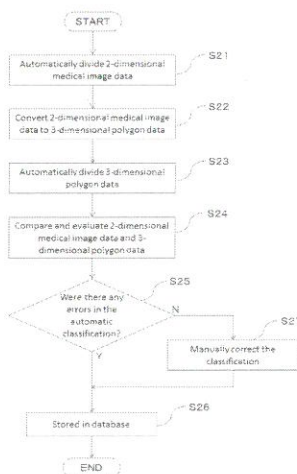 START
S21
Automatically divide 2-dimensional
medical image data
S22
Convert 2-dimensional medical image
data to 3-dimensional polygon data
S23
Automatically divide 3-dimensional
polygon data
S24
Compare and evaluate 2-dimensional
medical image data and 3-
dimensional polygon data
S25
Were there any
errors in the
automatic
classification?
N
Y
Manually correct the
classification
S26
Stored in database
END